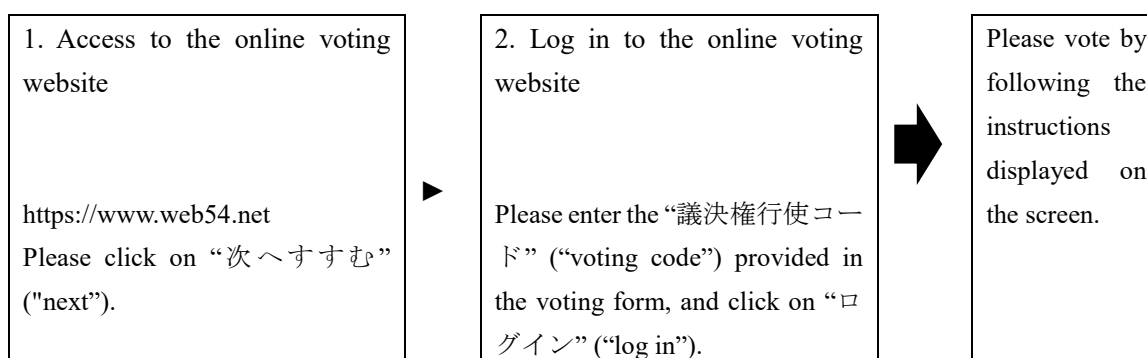 1. Access to the online voting
website
https://www.web54.net
Please click on “次へすすむ”
("next”).
2. Log in to the online voting
website
Please enter the “議決権行使コー
ド” (“voting code”) provided in
the voting form, and click on “ロ
グイン” (“log in”).
Please vote by
following the
instructions
displayed on
the screen.